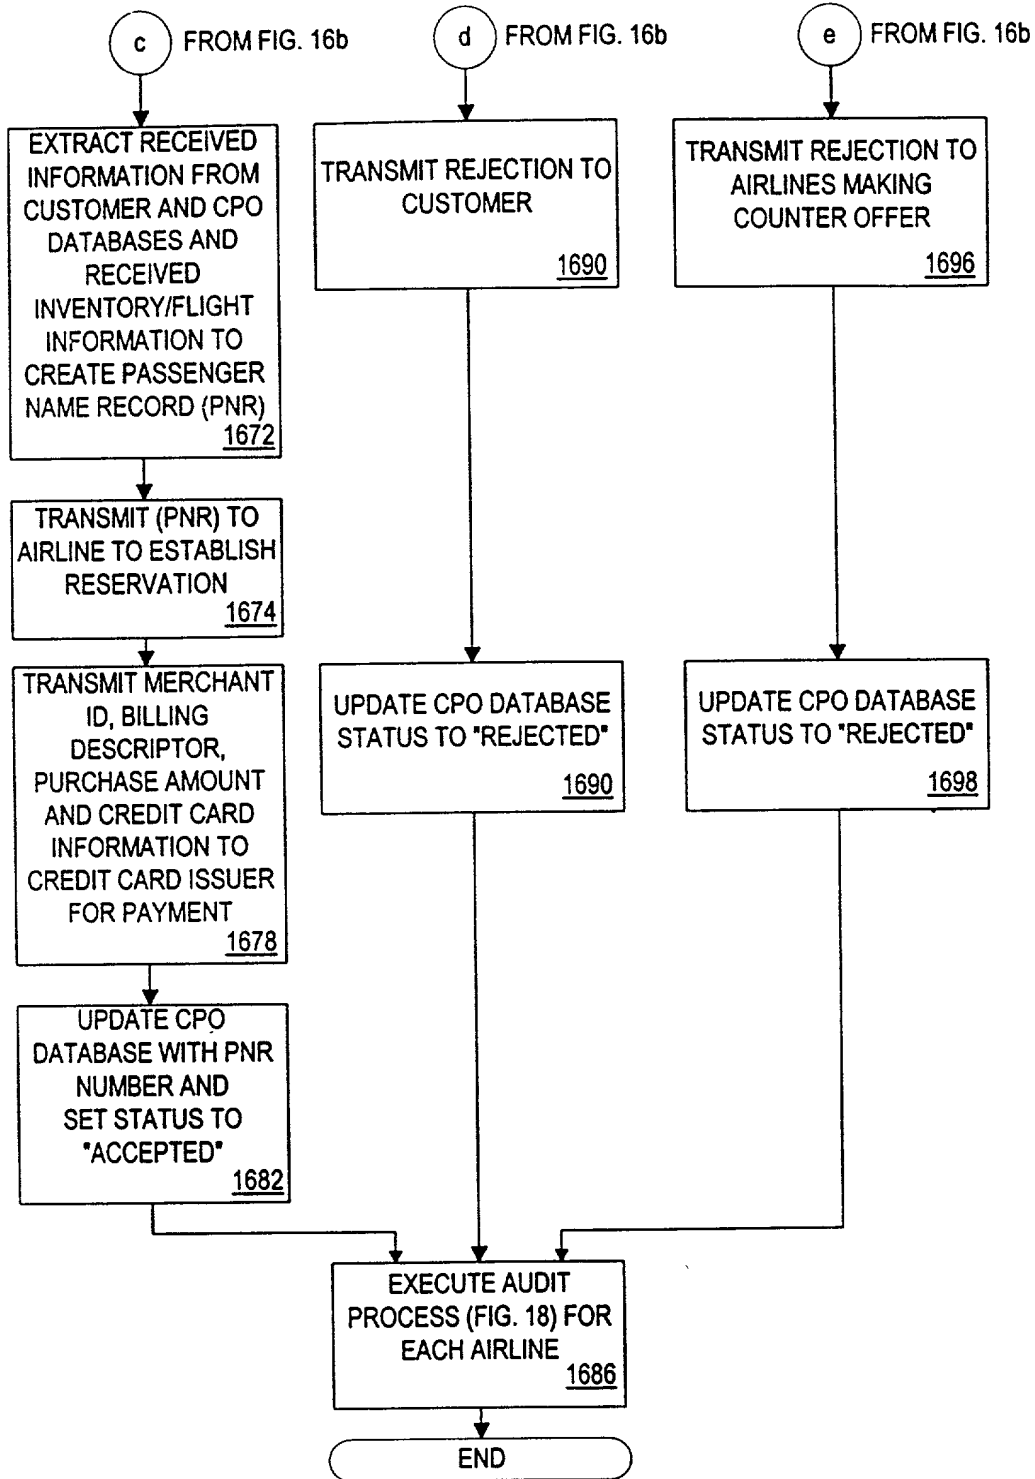 c FROM FIG. 16b
d FROM FIG. 16b
e FROM FIG. 16b
EXTRACT RECEIVED
INFORMATION FROM
CUSTOMER AND CPO
DATABASES AND
RECEIVED
INVENTORY/FLIGHT
INFORMATION TO
CREATE PASSENGER
NAME RECORD (PNR)
1672
TRANSMIT (PNR) TO
AIRLINE TO ESTABLISH
RESERVATION
1674
TRANSMIT MERCHANT
ID, BILLING
DESCRIPTOR,
PURCHASE AMOUNT
AND CREDIT CARD
INFORMATION TO
CREDIT CARD ISSUER
FOR PAYMENT
1678
UPDATE CPO
DATABASE WITH PNR
NUMBER AND
SET STATUS TO
"ACCEPTED"
1682
TRANSMIT REJECTION TO
CUSTOMER
1690
UPDATE CPO DATABASE
STATUS TO "REJECTED"
1690
TRANSMIT REJECTION TO
AIRLINES MAKING
COUNTER OFFER
1696
UPDATE CPO DATABASE
STATUS TO "REJECTED"
1698
EXECUTE AUDIT
PROCESS (FIG. 18) FOR
EACH AIRLINE
1686
END